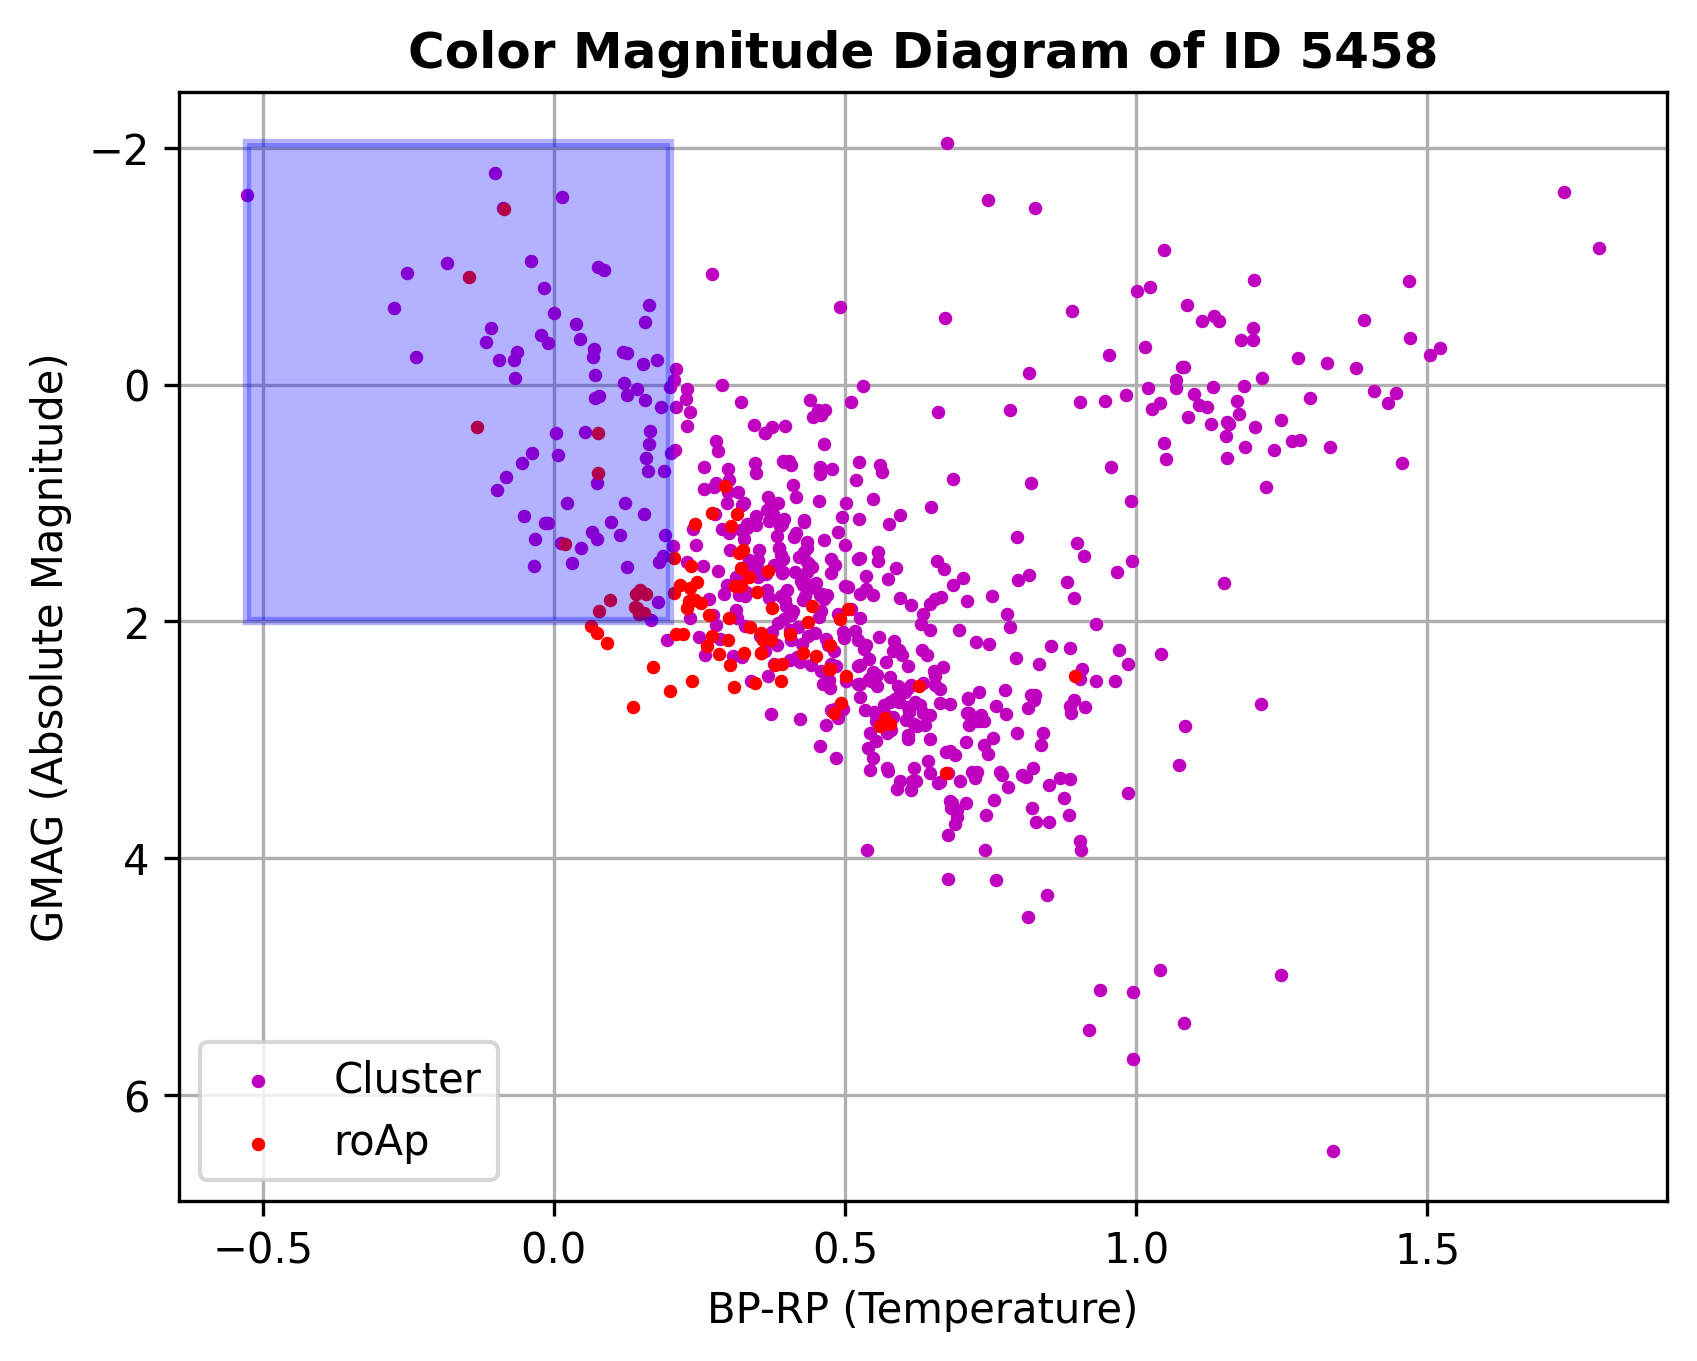 Color Magnitude Diagram of ID 5458
−2
0
2
4
6
GMAG (Absolute Magnitude)
Cluster
roAp
−0.5 0.0 0.5 1.0 1.5
BP-RP (Temperature)